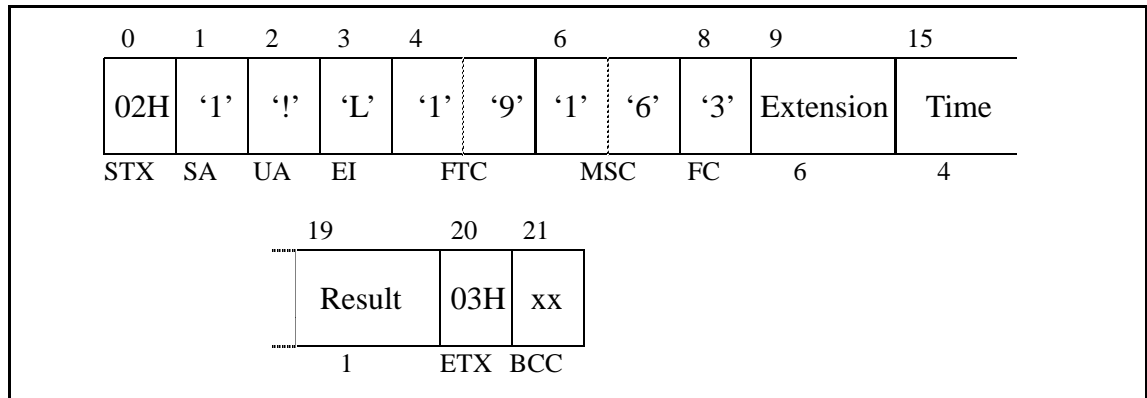 0 1 2 3 4 6 8 9 15
02H ‘1’ ‘!’ ‘L’ ‘1’ ‘9’ ‘1’ ‘6’ ‘3’ Extension Time
STX SA UA EI FTC MSC FC 6 4
19 20 21
Result 03H xx
1 ETX BCC